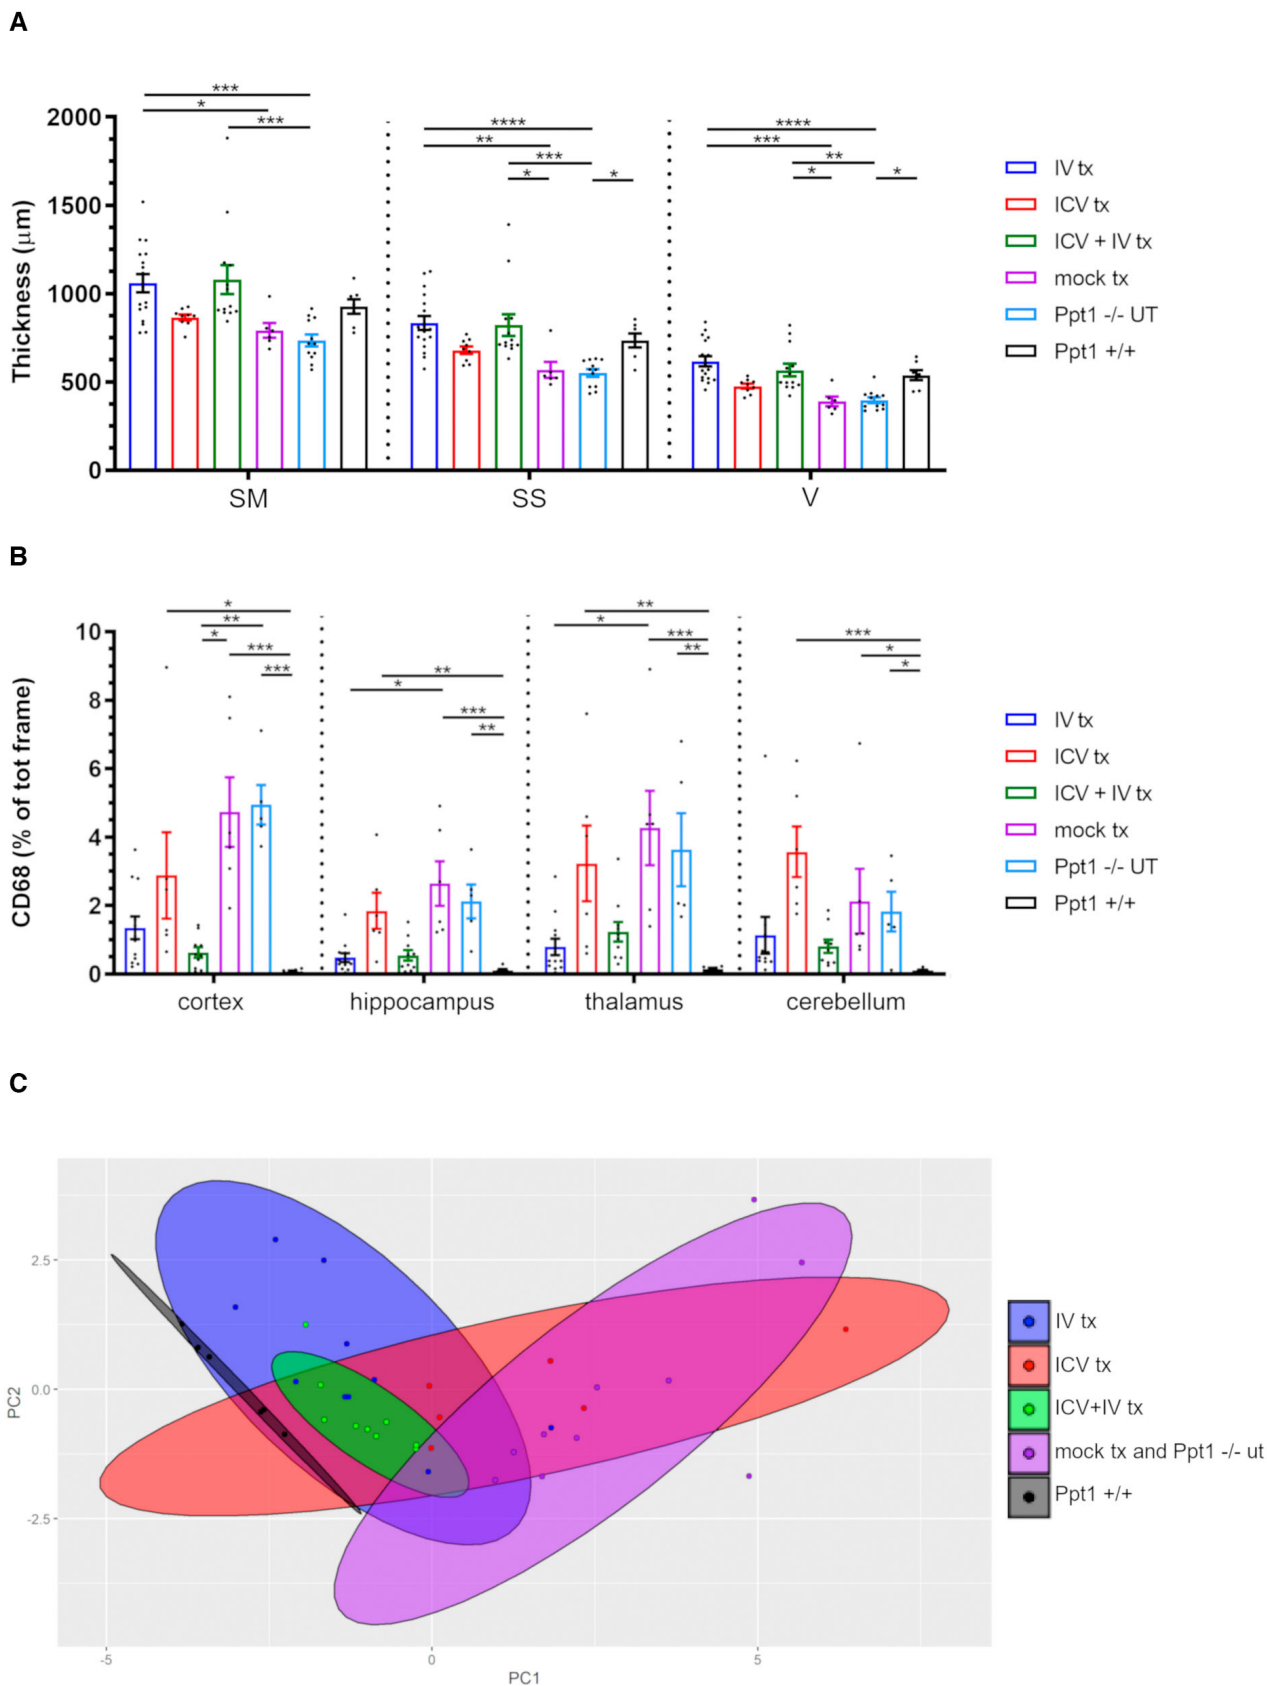 A
***
*
***
****
**
***
*
*
****
***
**
*
*
2000
1500
1000
500
0
Thickness (μm)
SM
SS
V
IV tx
ICV tx
ICV + IV tx
mock tx
Ppt1 -/- UT
Ppt1 +/+
B
*
**
*
***
***
**
*
***
**
**
*
***
**
***
*
*
10
8
6
4
2
0
CD68 (% of tot frame)
cortex
hippocampus
thalamus
cerebellum
IV tx
ICV tx
ICV + IV tx
mock tx
Ppt1 -/- UT
Ppt1 +/+
C
2.5
0.0
-2.5
PC2
-5
0
5
PC1
IV tx
ICV tx
ICV+IV tx
mock tx and Ppt1 -/- ut
Ppt1 +/+